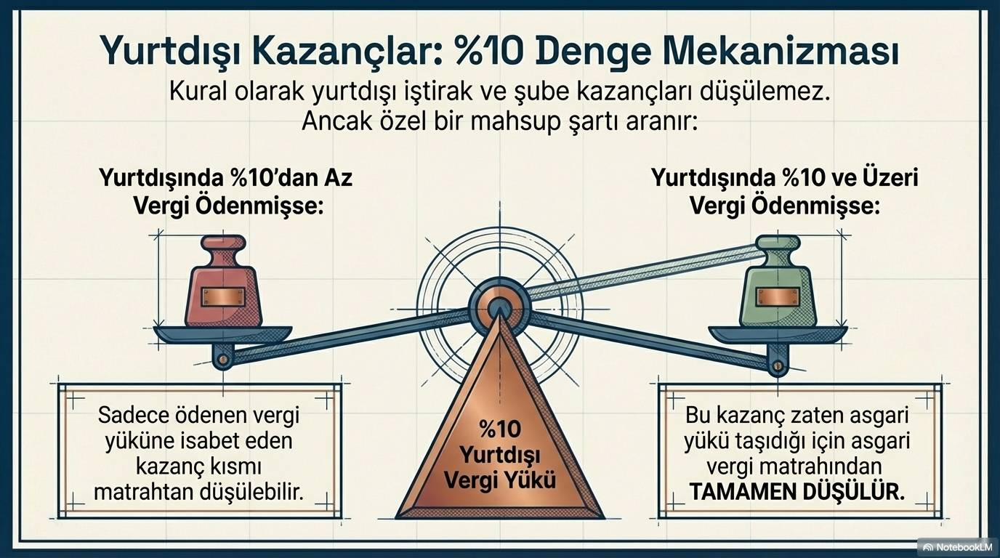 Yurtdışı Kazançlar: %10 Denge Mekanizması
Kural olarak yurtdışı iştirak ve şube kazançları düşülemez.
Ancak özel bir mahsup şartı aranır:
Yurtdışında %10'dan Az
Vergi Ödenmişse:
Yurtdışında %10 ve Üzeri
Vergi Ödenmişse:
Sadece ödenen vergi
yüküne isabet eden
kazanç kısmı
matrahtan düşülebilir.
%10
Yurtdışı
Vergi Yükü
Bu kazanç zaten asgari
yükü taşıdığı için asgari
vergi matrahından
TAMAMEN DÜŞÜLÜR.
NotebookLM